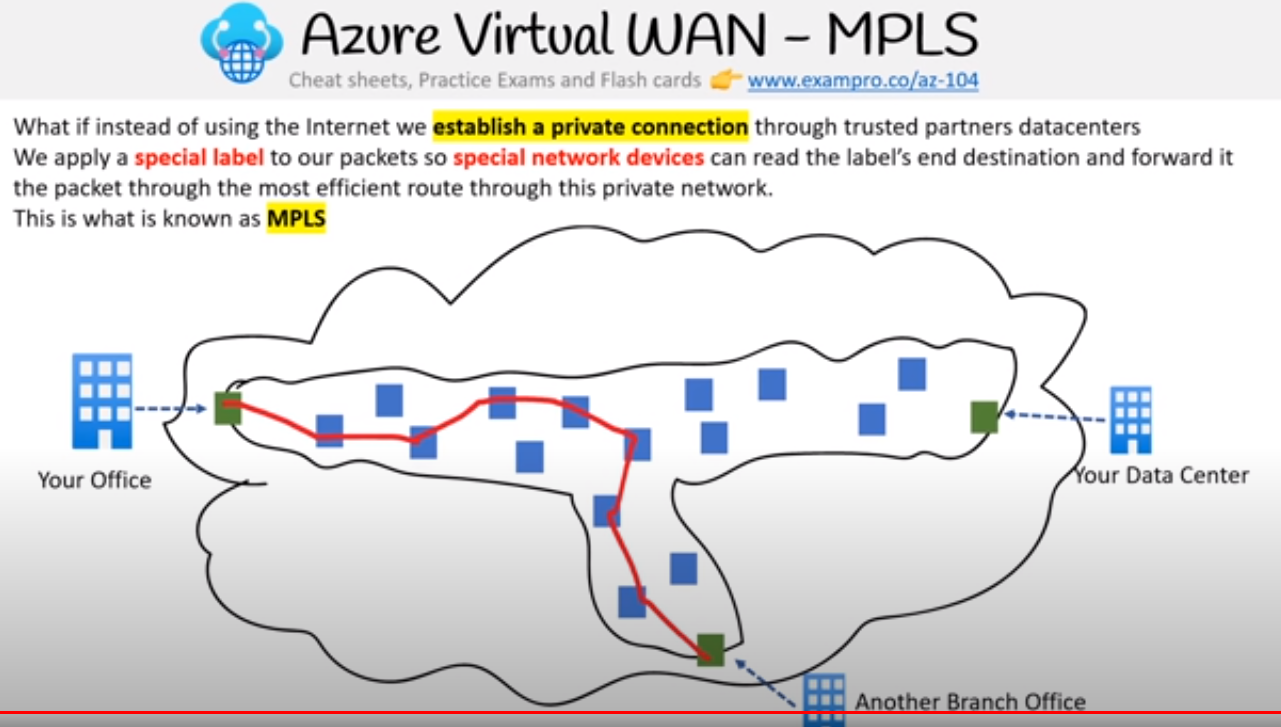 Azure Virtual WAN - MPLS
Cheat sheets, Practice Exams and Flash cards 👉 www.exampro.co/az-104
What if instead of using the Internet we establish a private connection through trusted partners datacenters
We apply a special label to our packets so special network devices can read the label's end destination and forward it
the packet through the most efficient route through this private network.
This is what is known as MPLS
Your Office
Your Data Center
Another Branch Office